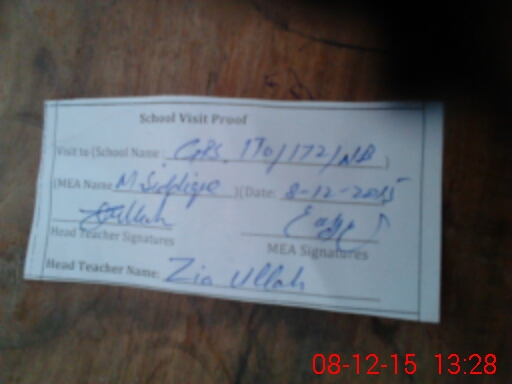 School Visit Proof
Visit to (School Name: GPS 170/172/NB )
(MEA Name M Siddique )(Date: 8-12-2015
Head Teacher Signatures
MEA Signatures
Head Teacher Name: Zia Ullah
08-12-15 13:28